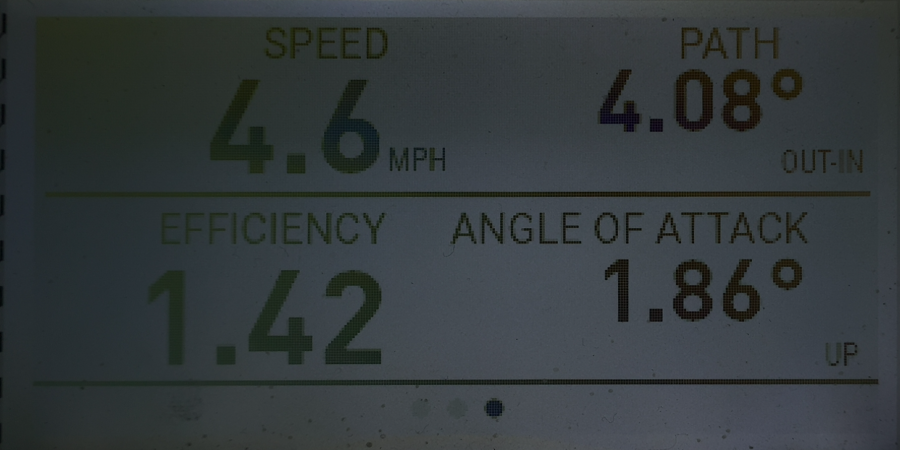 SPEED PATH
4.6 MPH 4.08°
OUT-IN
EFFICIENCY ANGLE OF ATTACK
1.42 1.86°
UP